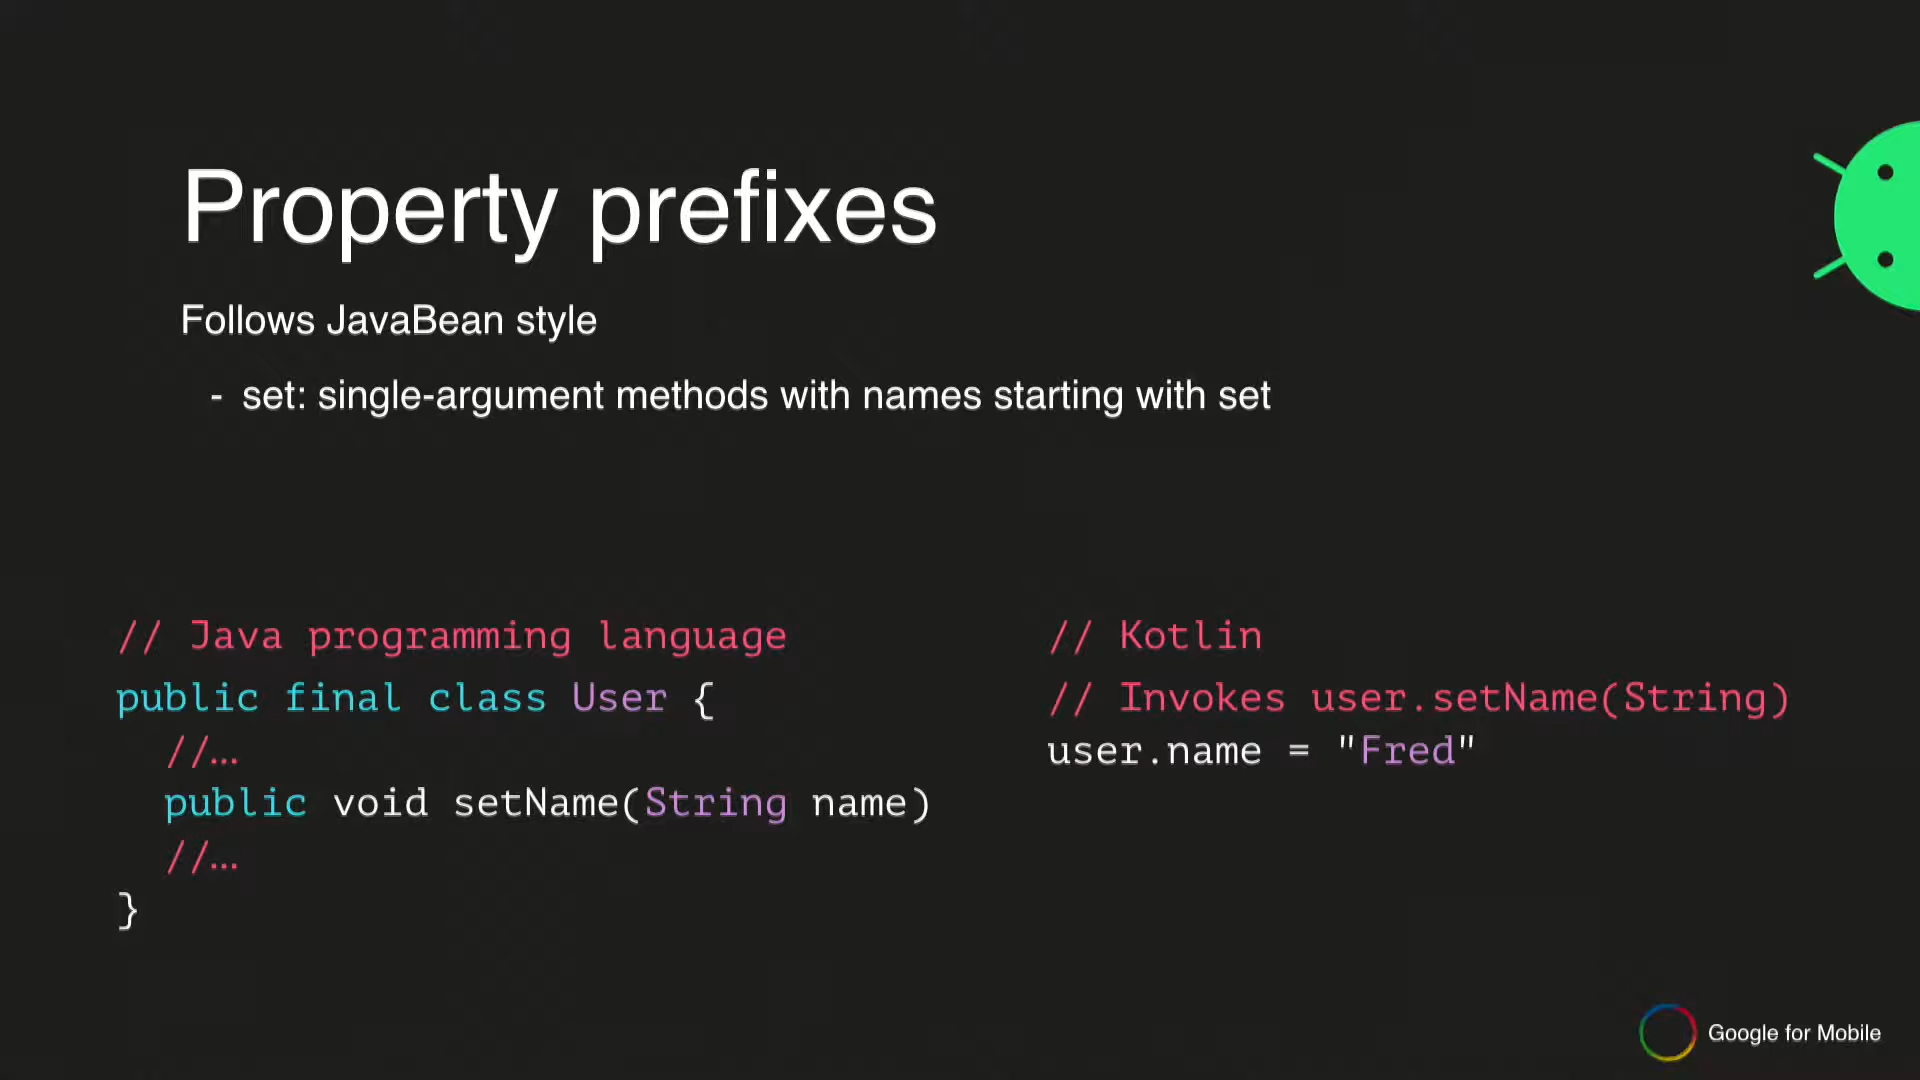 Property prefixes
Follows JavaBean style
- set: single-argument methods with names starting with set
// Java programming language
public final class User {
//...
public void setName(String name)
//...
}
// Kotlin
// Invokes user.setName(String)
user.name = "Fred"
Google for Mobile